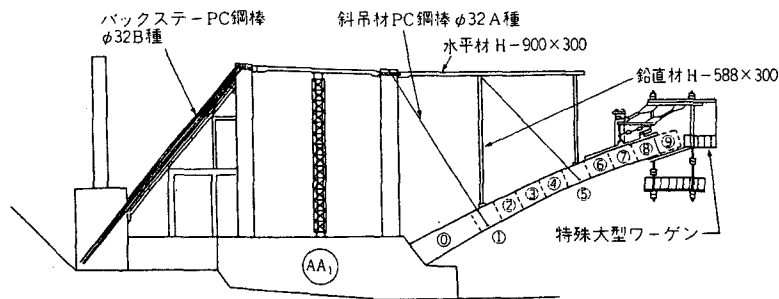 バックステーPC鋼棒
φ32B種
斜吊材PC鋼棒φ32A種
水平材H-900×300
鉛直材H-588×300
⓪
①
②
③
④
⑤
⑥
⑦
⑧
⑨
特殊大型ワーゲン
AA₁